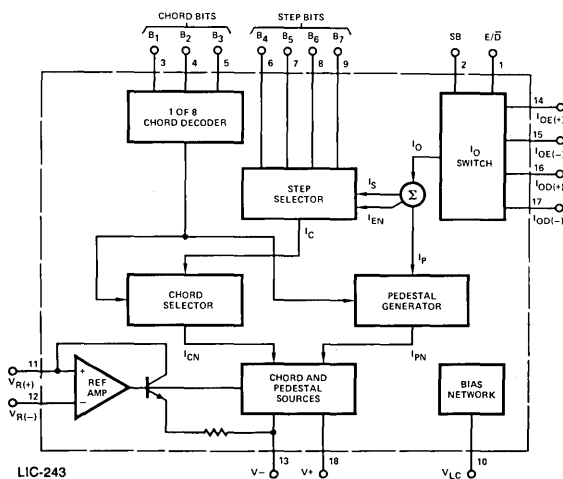 CHORD BITS
STEP BITS
B1 B2 B3 B4 B5 B6 B7 SB E/D̅
3 4 5 6 7 8 9 2 1
1 OF 8
CHORD DECODER
IO
SWITCH
14
IOE(+)
15
IOE(−)
16
IOD(+)
17
IOD(−)
STEP
SELECTOR
IO
IS
Σ
IEN
IC
IP
CHORD
SELECTOR
PEDESTAL
GENERATOR
ICN
IPN
VR(+)
11
+
REF
AMP
VR(−)
12
−
CHORD AND
PEDESTAL
SOURCES
BIAS
NETWORK
13 18 10
LIC-243
V− V+ VLC